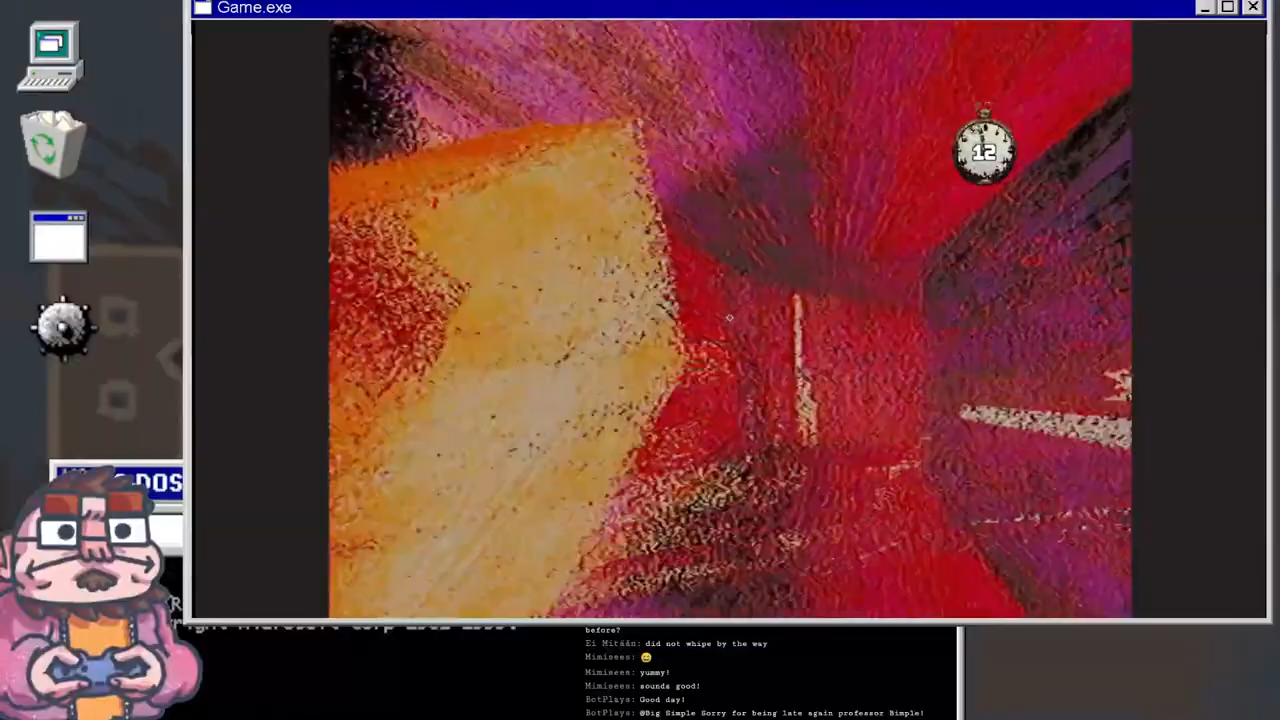 Game.exe
12
DOS
before?
Ei Mitään: did not whipe by the way
Mimisees: 😀
Mimisees: yummy!
Mimisees: sounds good!
BotPlays: Good day!
BotPlays: @Big Simple Sorry for being late again professor Bimple!